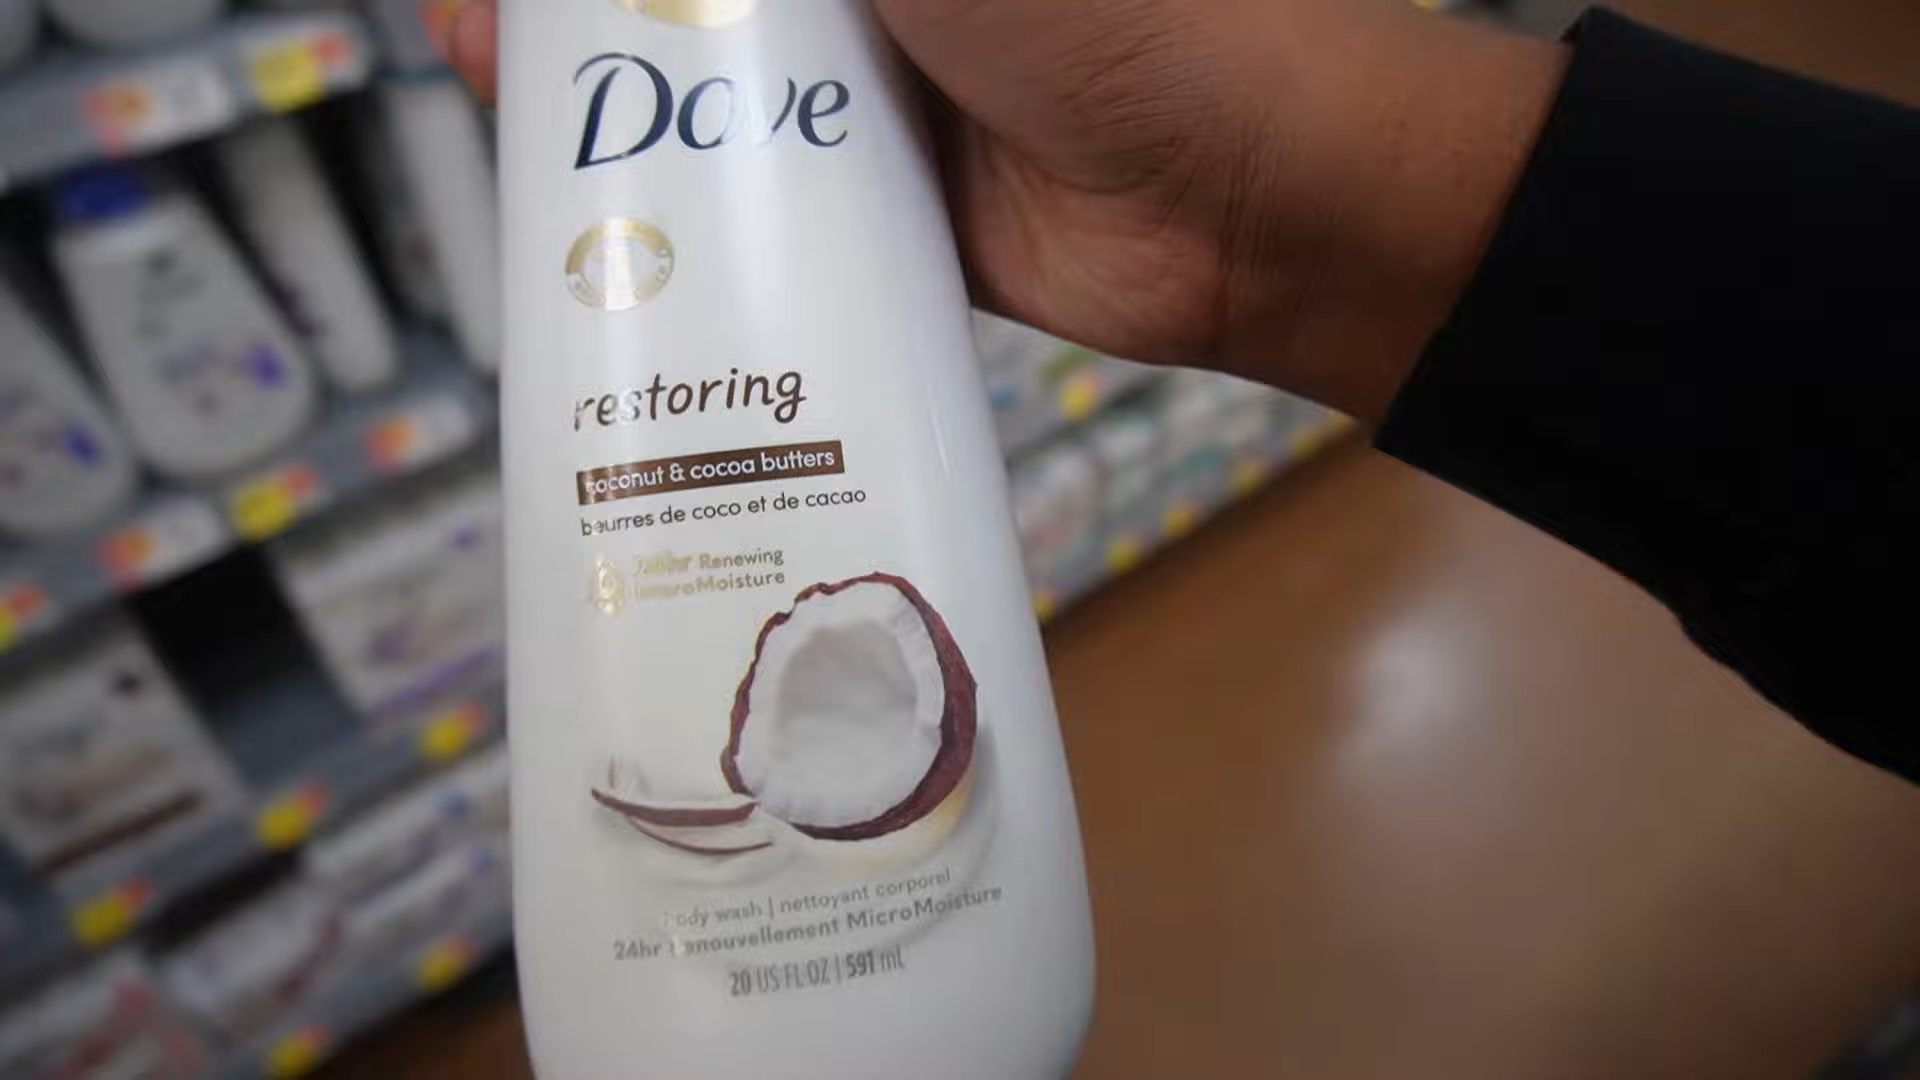 Dove
restoring
coconut & cocoa butters
beurres de coco et de cacao
24hr Renewing
MicroMoisture
body wash | nettoyant corporel
24hr renouvellement MicroMoisture
20 US FL OZ | 591 mL